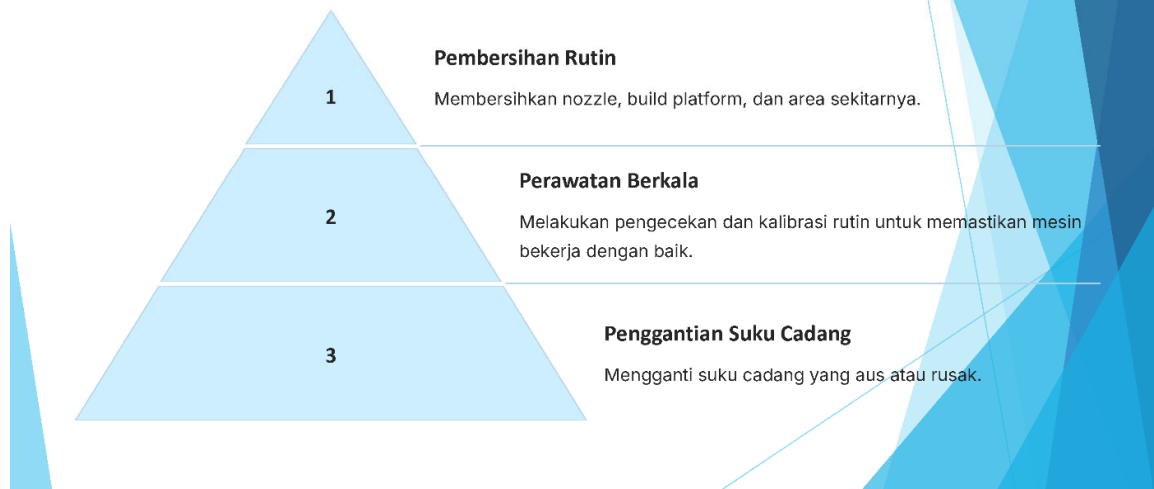 1
Pembersihan Rutin
Membersihkan nozzle, build platform, dan area sekitarnya.
2
Perawatan Berkala
Melakukan pengecekan dan kalibrasi rutin untuk memastikan mesin
bekerja dengan baik.
3
Penggantian Suku Cadang
Mengganti suku cadang yang aus atau rusak.